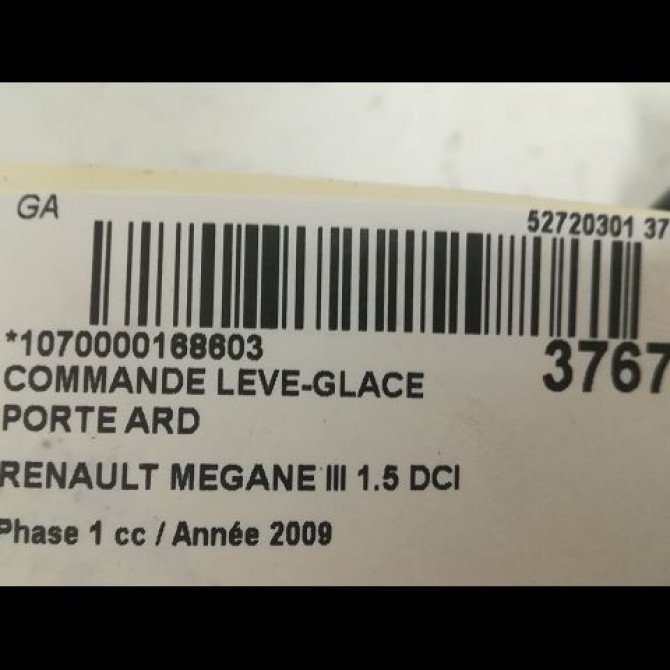 GA
52720301 37
*1070000168603
3767
COMMANDE LEVE-GLACE
PORTE ARD
RENAULT MEGANE III 1.5 DCI
Phase 1 cc / Année 2009